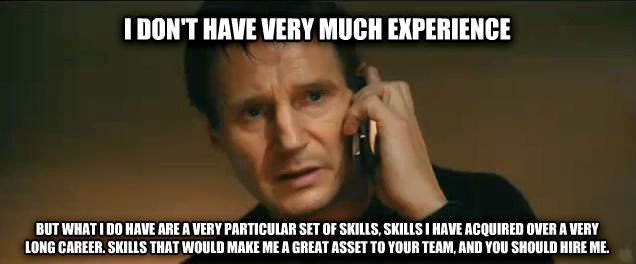 I DON'T HAVE VERY MUCH EXPERIENCE
BUT WHAT I DO HAVE ARE A VERY PARTICULAR SET OF SKILLS, SKILLS I HAVE ACQUIRED OVER A VERY
LONG CAREER. SKILLS THAT WOULD MAKE ME A GREAT ASSET TO YOUR TEAM, AND YOU SHOULD HIRE ME.